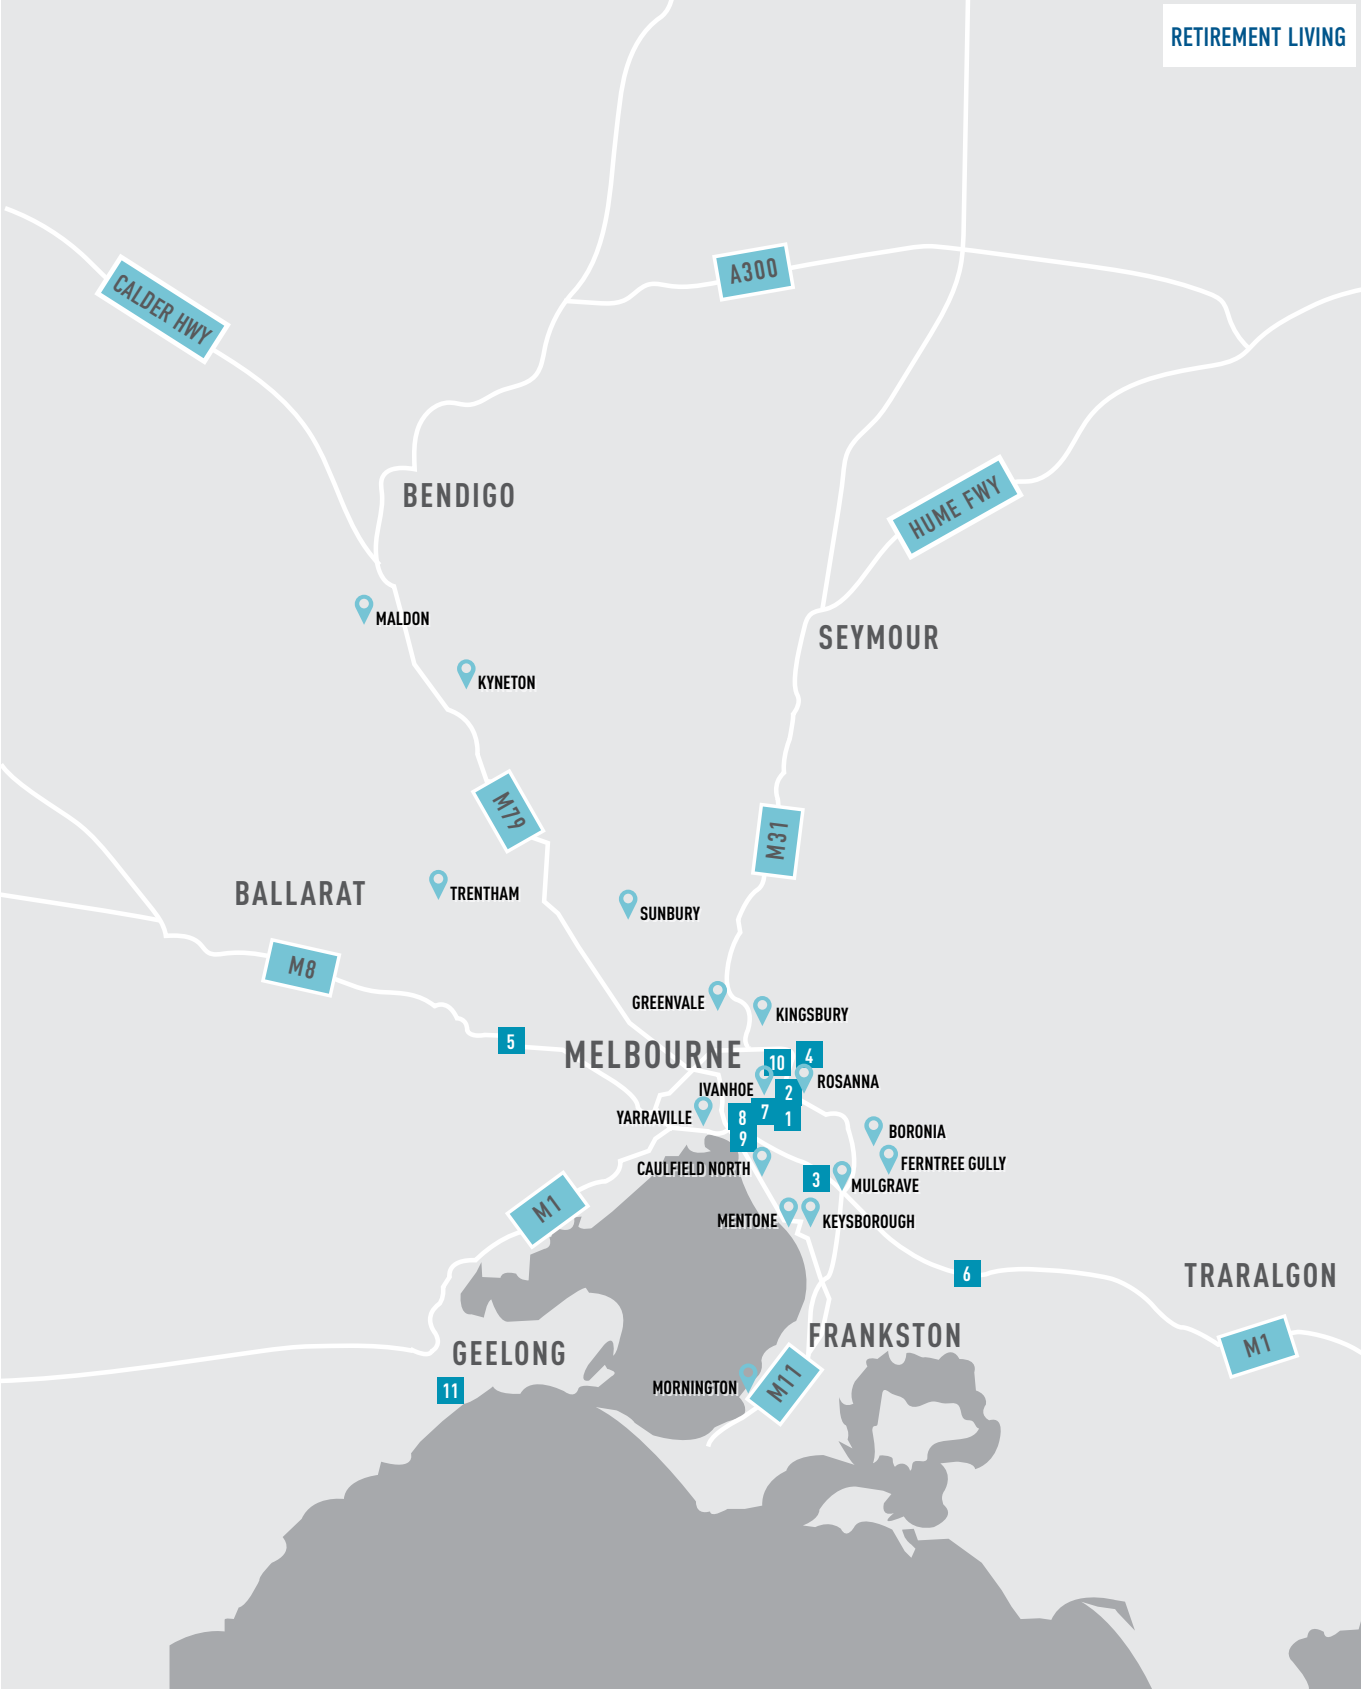 RETIREMENT LIVING
A300
CALDER HWY
BENDIGO
HUME FWY
MALDON
SEYMOUR
KYNETON
M79
M31
BALLARAT
TRENTHAM
SUNBURY
M8
GREENVALE
KINGSBURY
5
MELBOURNE
4
10
ROSANNA
IVANHOE
2
7
YARRAVILLE
8
1
BORONIA
9
FERNTREE GULLY
CAULFIELD NORTH
3
MULGRAVE
M1
MENTONE
KEYSBOROUGH
6
TRARALGON
FRANKSTON
M1
GEELONG
M11
MORNINGTON
11